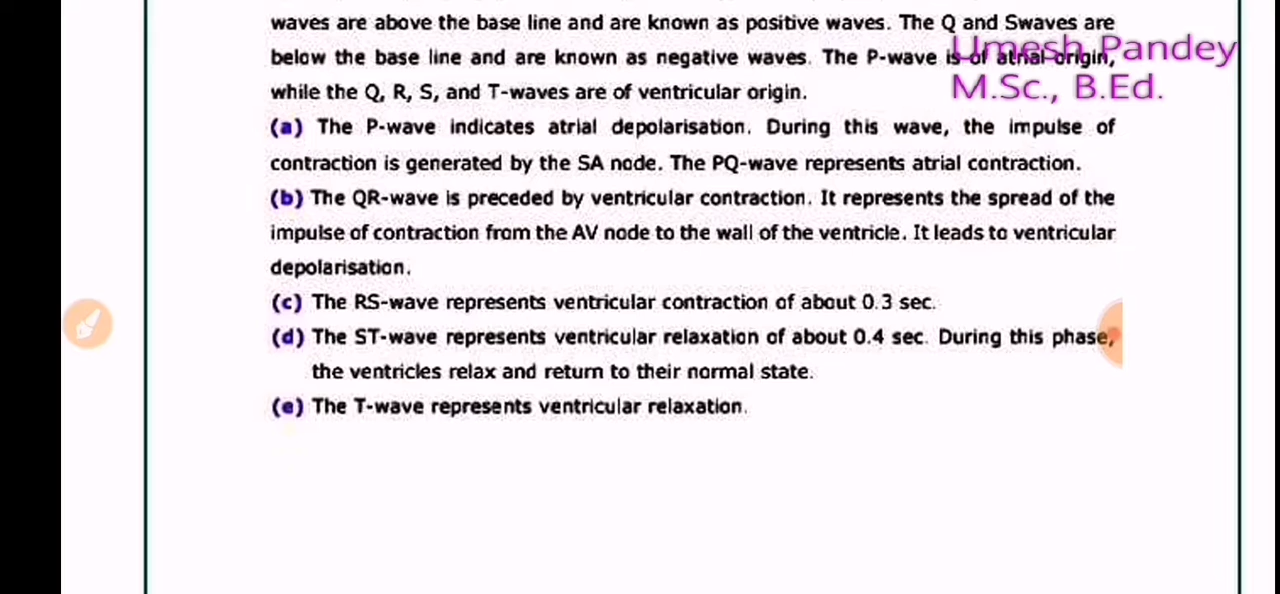 waves are above the base line and are known as positive waves. The Q and Swaves are
below the base line and are known as negative waves. The P-wave is of atrial origin,
Umesh Pandey
while the Q, R, S, and T-waves are of ventricular origin.
M.Sc., B.Ed.
(a) The P-wave indicates atrial depolarisation. During this wave, the impulse of
contraction is generated by the SA node. The PQ-wave represents atrial contraction.
(b) The QR-wave is preceded by ventricular contraction. It represents the spread of the
impulse of contraction from the AV node to the wall of the ventricle. It leads to ventricular
depolarisation.
(c) The RS-wave represents ventricular contraction of about 0.3 sec.
(d) The ST-wave represents ventricular relaxation of about 0.4 sec. During this phase,
the ventricles relax and return to their normal state.
(e) The T-wave represents ventricular relaxation.